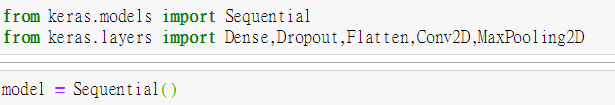 from keras.models import Sequential
from keras.layers import Dense,Dropout,Flatten,Conv2D,MaxPooling2D
model = Sequential()